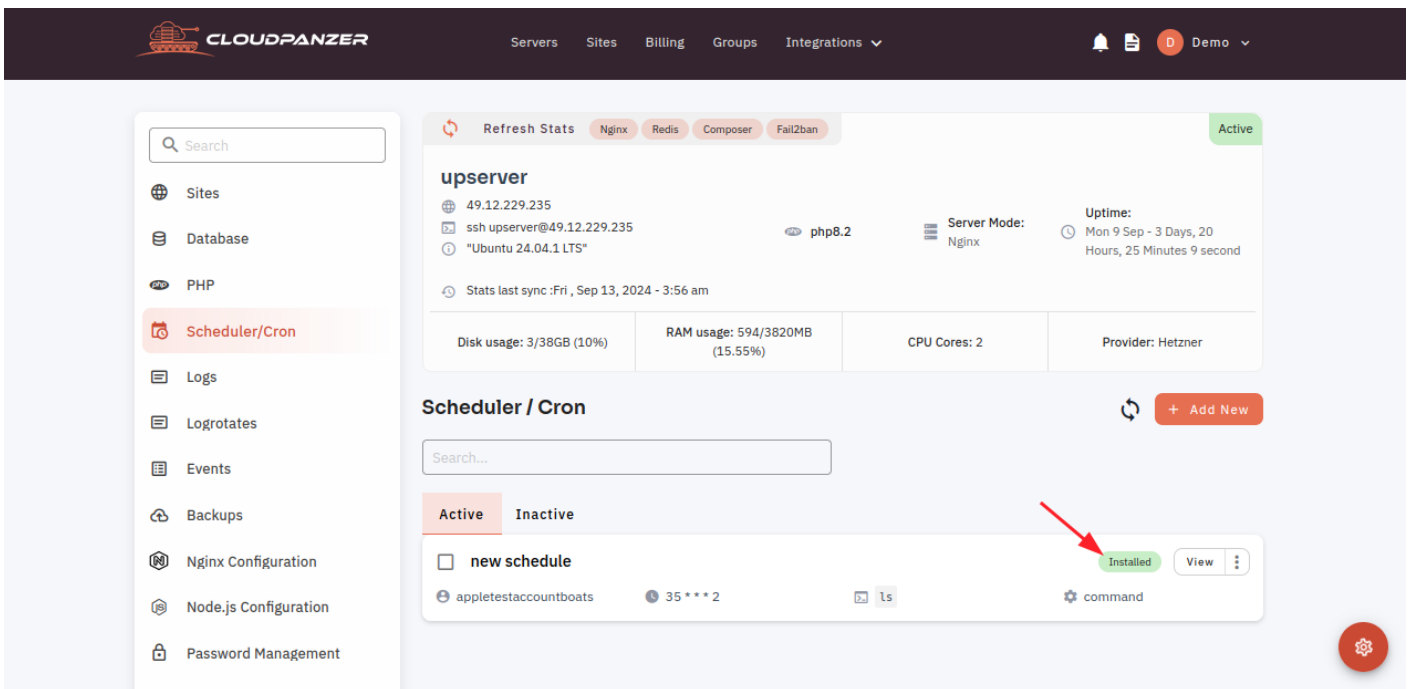 CLOUDPANZER
Servers Sites Billing Groups Integrations
D Demo
Search
Sites
Database
PHP
Scheduler/Cron
Logs
Logrotates
Events
Backups
Nginx Configuration
Node.js Configuration
Password Management
Refresh Stats Nginx Redis Composer Fail2ban
Active
upserver
49.12.229.235
ssh upserver@49.12.229.235
"Ubuntu 24.04.1 LTS"
php php8.2
Server Mode:
Nginx
Uptime:
Mon 9 Sep - 3 Days, 20
Hours, 25 Minutes 9 second
Stats last sync :Fri , Sep 13, 2024 - 3:56 am
Disk usage: 3/38GB (10%)
RAM usage: 594/3820MB
(15.55%)
CPU Cores: 2
Provider: Hetzner
Scheduler / Cron
+ Add New
Search...
Active Inactive
new schedule
Installed View
appletestaccountboats 35 * * * 2 ls command